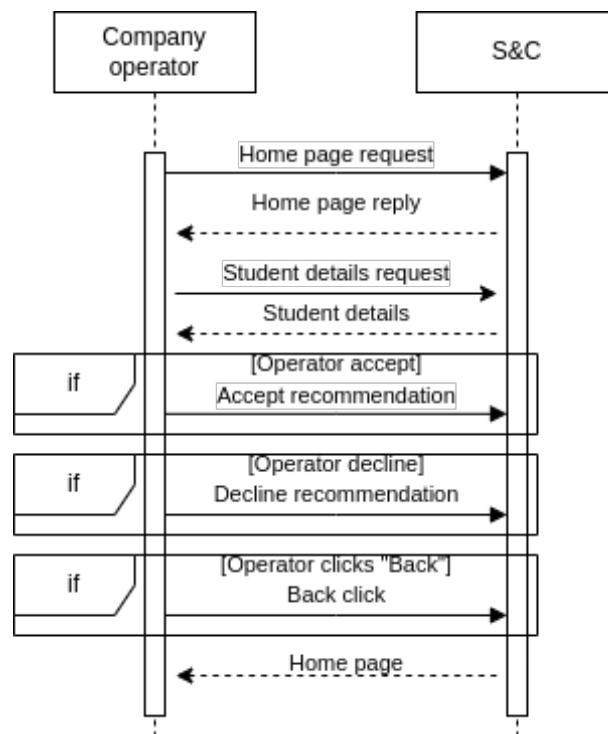 Company
operator
S&C
Home page request
Home page reply
Student details request
Student details
if
[Operator accept]
Accept recommendation
if
[Operator decline]
Decline recommendation
if
[Operator clicks "Back"]
Back click
Home page